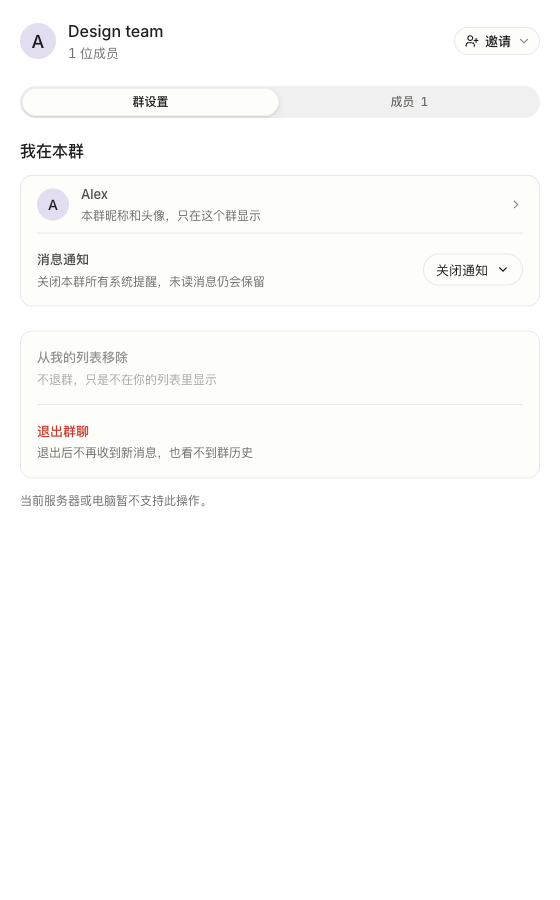 A
Design team
1 位成员
邀请
群设置
成员 1
我在本群
A
Alex
本群昵称和头像，只在这个群显示
消息通知
关闭本群所有系统提醒，未读消息仍会保留
关闭通知
从我的列表移除
不退群，只是不在你的列表里显示
退出群聊
退出后不再收到新消息，也看不到群历史
当前服务器或电脑暂不支持此操作。